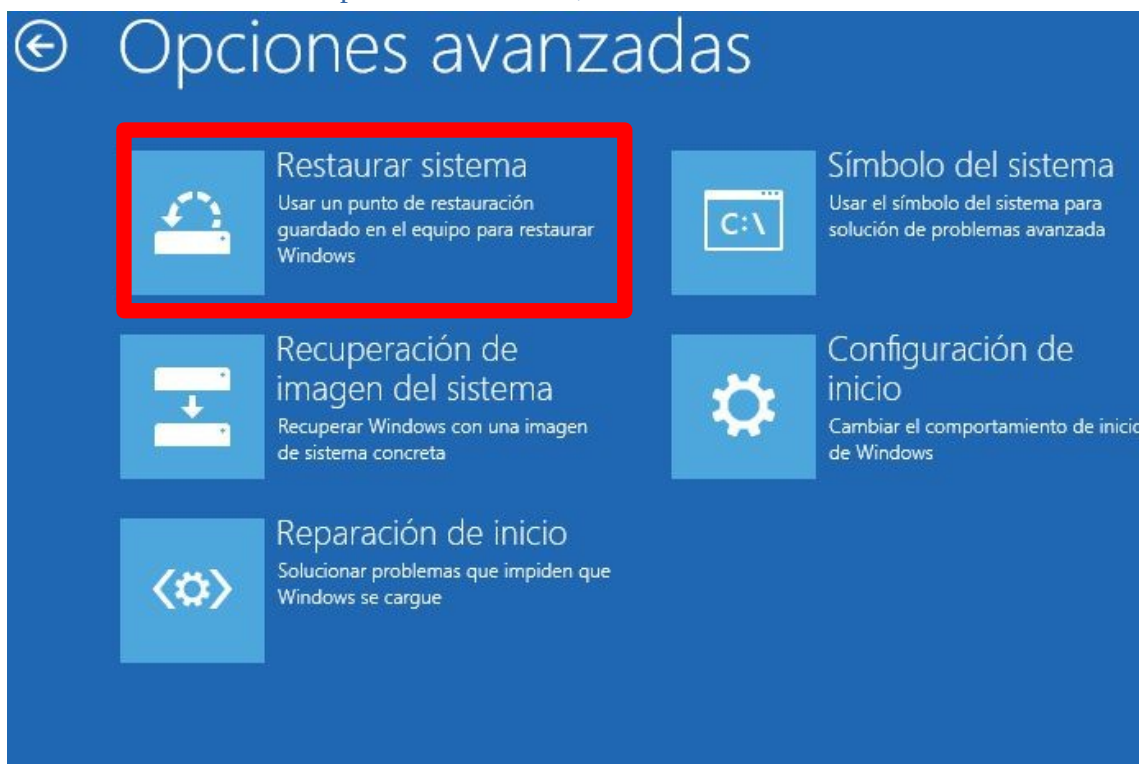 Opciones avanzadas
Restaurar sistema
Usar un punto de restauración
guardado en el equipo para restaurar
Windows
Símbolo del sistema
Usar el símbolo del sistema para
solución de problemas avanzada
C:\
Recuperación de
imagen del sistema
Recuperar Windows con una imagen
de sistema concreta
Configuración de
inicio
Cambiar el comportamiento de inicio
de Windows
Reparación de inicio
Solucionar problemas que impiden que
Windows se cargue